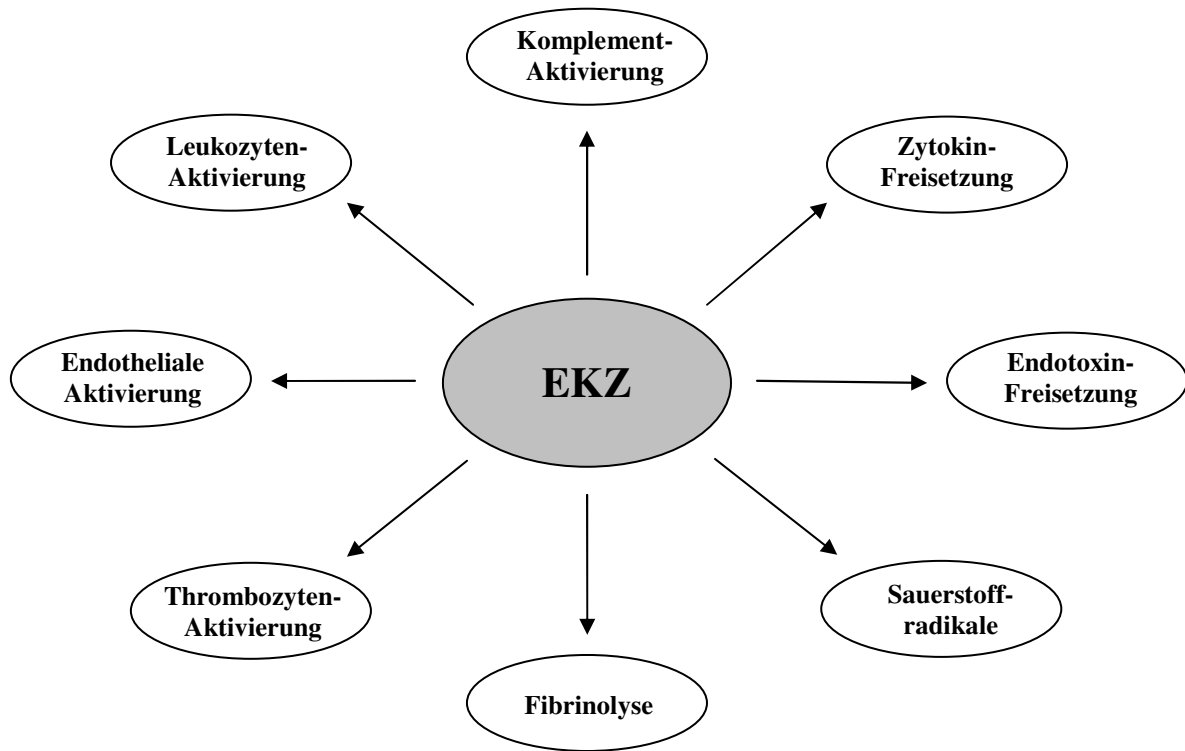 Komplement-
Aktivierung
Leukozyten-
Aktivierung
Zytokin-
Freisetzung
Endotheliale
Aktivierung
EKZ
Endotoxin-
Freisetzung
Thrombozyten-
Aktivierung
Sauerstoff-
radikale
Fibrinolyse